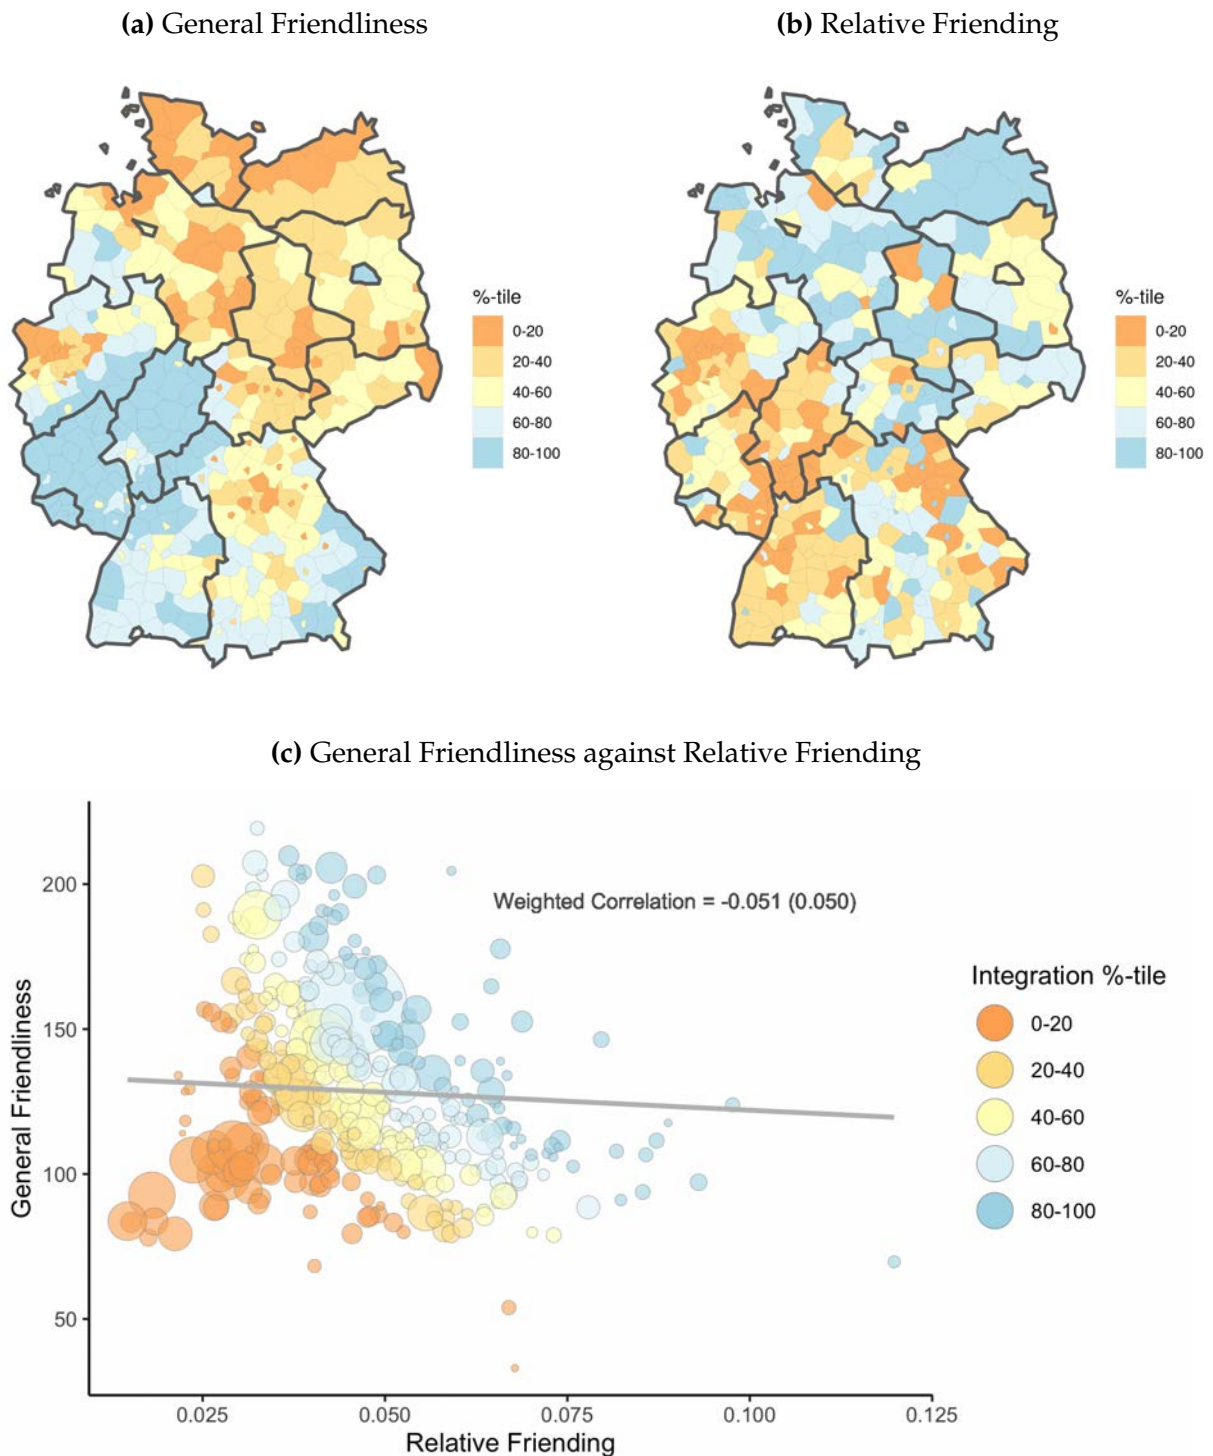 (a) General Friendliness
(b) Relative Friending
%-tile
0-20
20-40
40-60
60-80
80-100
%-tile
0-20
20-40
40-60
60-80
80-100
(c) General Friendliness against Relative Friending
200
150
100
50
General Friendliness
Weighted Correlation = -0.051 (0.050)
Integration %-tile
0-20
20-40
40-60
60-80
80-100
0.025
0.050
0.075
0.100
0.125
Relative Friending